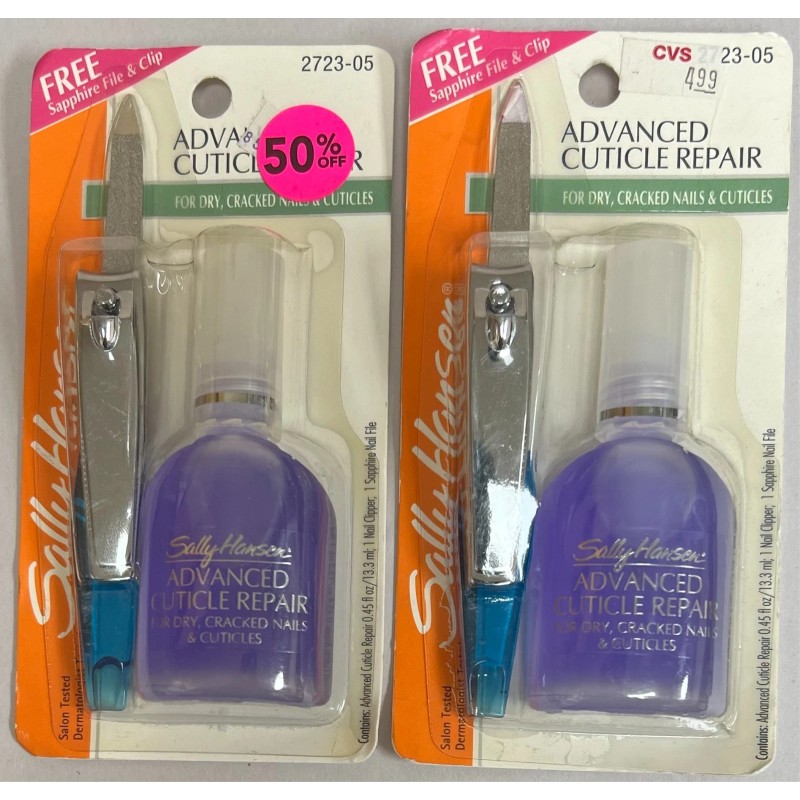 FREE
Sapphire File & Clip
2723-05
50% OFF
CUTIC
FOR DRY, CRACKED NAILS & CUTICLES
Sally Hansen
Salon Tested
Sally Hansen
ADVANCED
CUTICLE REPAIR
FOR DRY, CRACKED NAILS
& CUTICLES
Contains: Advanced Cuticle Repair 0.45 fl oz/13.3 ml; 1 Nail Clipper, 1 Sapphire Nail File
FREE
Sapphire File & Clip
CVS 2723-05
499
ADVANCED
CUTICLE REPAIR
FOR DRY, CRACKED NAILS & CUTICLES
Sally Hansen®
Salon Tested
Sally Hansen
ADVANCED
CUTICLE REPAIR
FOR DRY, CRACKED NAILS
& CUTICLES
Contains: Advanced Cuticle Repair 0.45 fl oz/13.3 ml; 1 Nail Clipper, 1 Sapphire Nail File